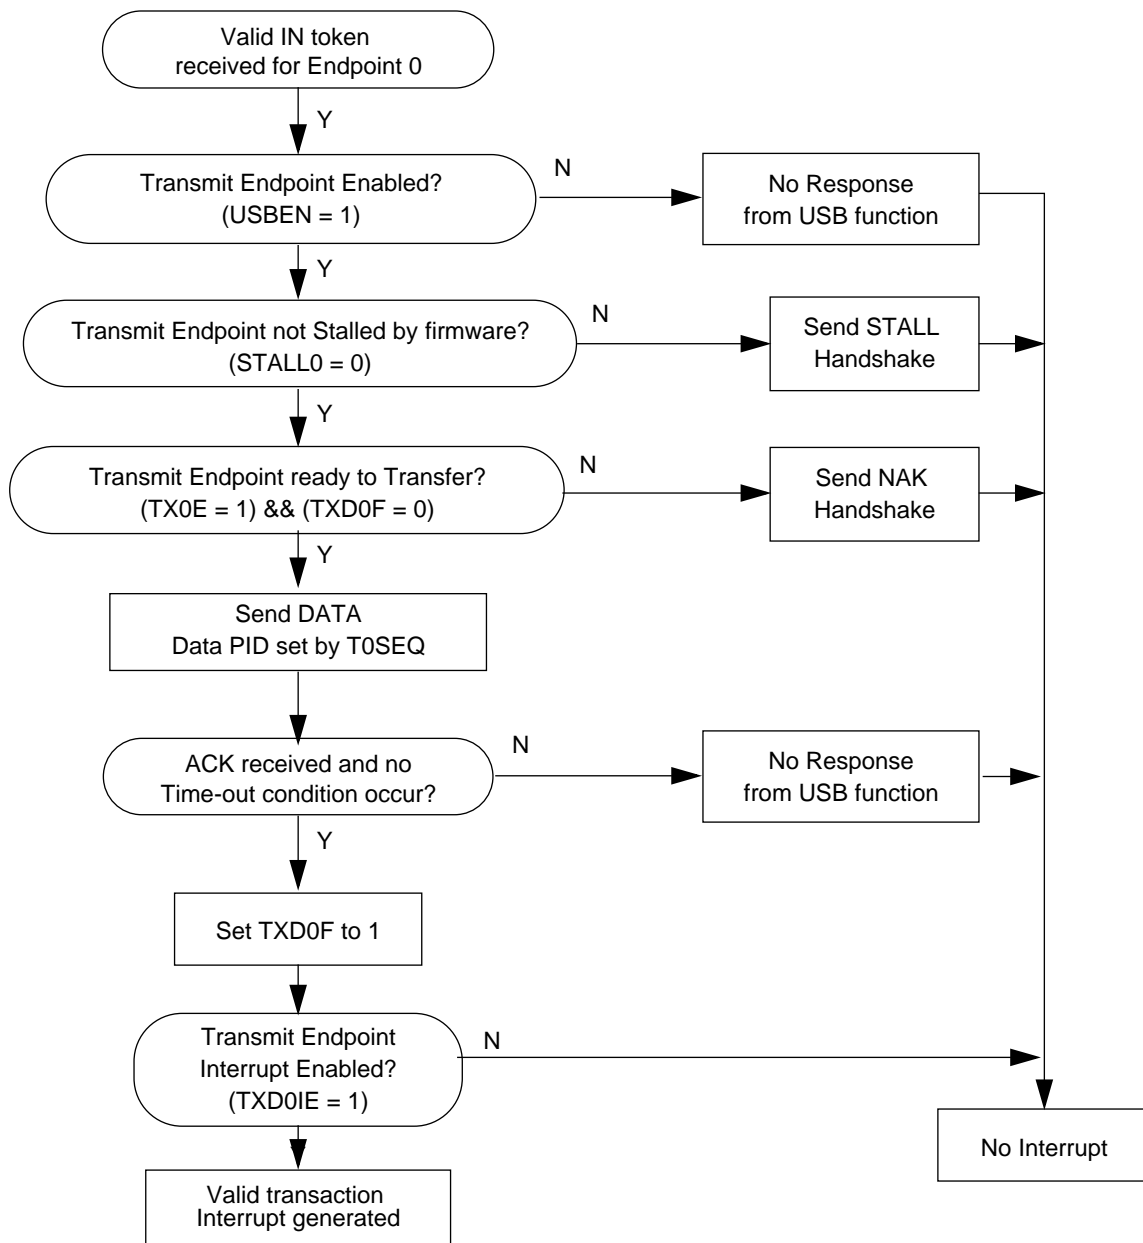 Valid IN token
received for Endpoint 0
Y
Transmit Endpoint Enabled?
(USBEN = 1)
N
No Response
from USB function
Y
Transmit Endpoint not Stalled by firmware?
(STALL0 = 0)
N
Send STALL
Handshake
Y
Transmit Endpoint ready to Transfer?
(TX0E = 1) && (TXD0F = 0)
N
Send NAK
Handshake
Y
Send DATA
Data PID set by T0SEQ
ACK received and no
Time-out condition occur?
N
No Response
from USB function
Y
Set TXD0F to 1
Transmit Endpoint
Interrupt Enabled?
(TXD0IE = 1)
N
No Interrupt
Valid transaction
Interrupt generated